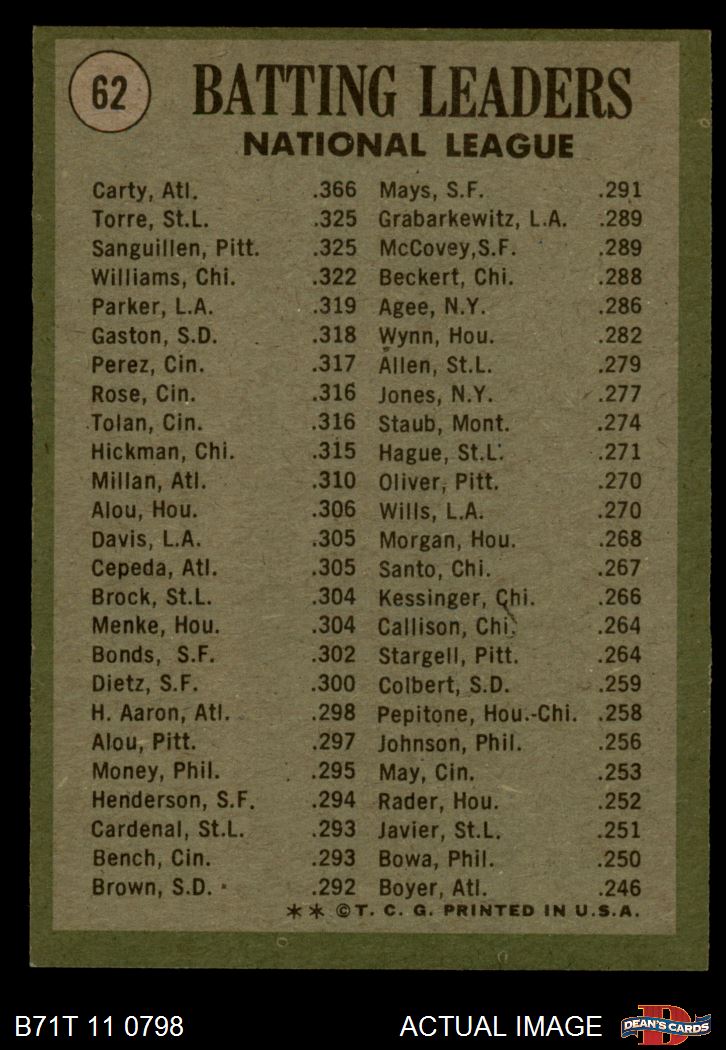 62
BATTING LEADERS
NATIONAL LEAGUE
Carty, Atl. .366
Torre, St.L. .325
Sanguillen, Pitt. .325
Williams, Chi. .322
Parker, L.A. .319
Gaston, S.D. .318
Perez, Cin. .317
Rose, Cin. .316
Tolan, Cin. .316
Hickman, Chi. .315
Millan, Atl. .310
Alou, Hou. .306
Davis, L.A. .305
Cepeda, Atl. .305
Brock, St.L. .304
Menke, Hou. .304
Bonds, S.F. .302
Dietz, S.F. .300
H. Aaron, Atl. .298
Alou, Pitt. .297
Money, Phil. .295
Henderson, S.F. .294
Cardenal, St.L. .293
Bench, Cin. .293
Brown, S.D. .292
Mays, S.F. .291
Grabarkewitz, L.A. .289
McCovey,S.F. .289
Beckert, Chi. .288
Agee, N.Y. .286
Wynn, Hou. .282
Allen, St.L. .279
Jones, N.Y. .277
Staub, Mont. .274
Hague, St.L. .271
Oliver, Pitt. .270
Wills, L.A. .270
Morgan, Hou. .268
Santo, Chi. .267
Kessinger, Chi. .266
Callison, Chi. .264
Stargell, Pitt. .264
Colbert, S.D. .259
Pepitone, Hou.-Chi. .258
Johnson, Phil. .256
May, Cin. .253
Rader, Hou. .252
Javier, St.L. .251
Bowa, Phil. .250
Boyer, Atl. .246
** ©T. C. G. PRINTED IN U.S.A.
B71T 11 0798
ACTUAL IMAGE
D
DEAN'S CARDS